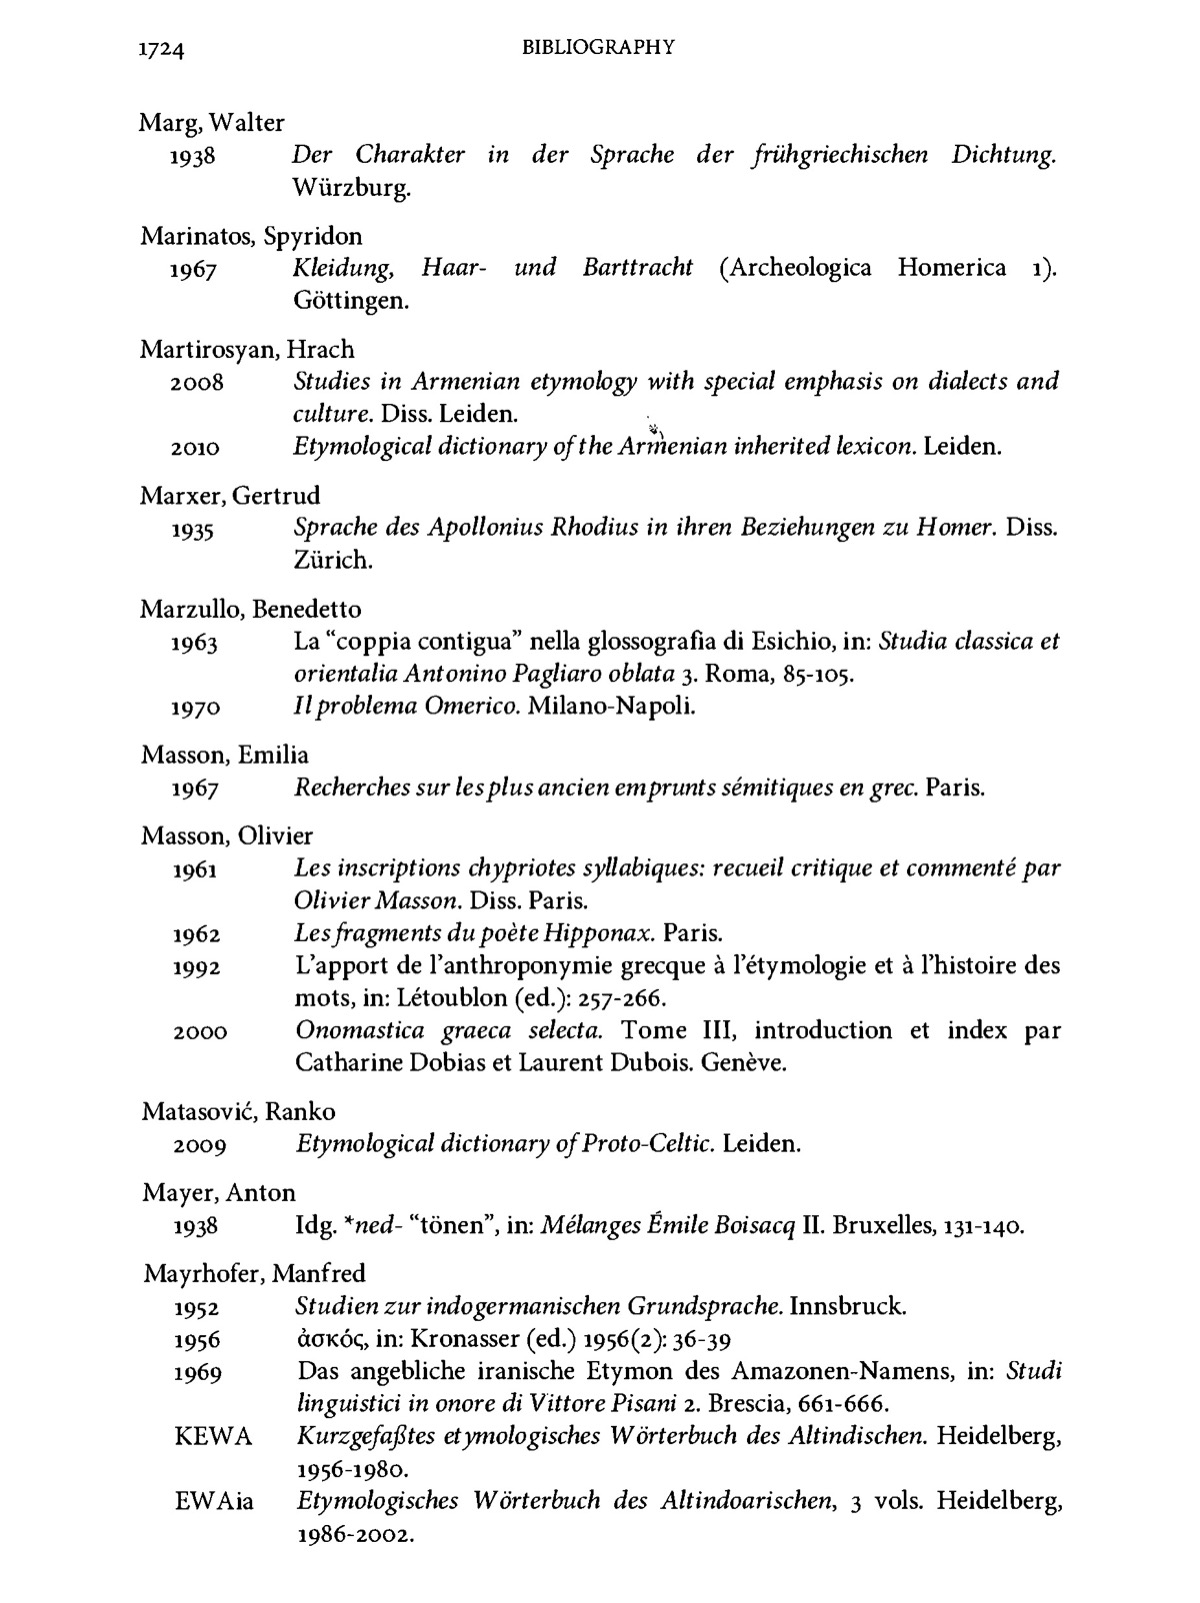 1724 BIBLIOGRAPHY
Marg, Walter
1938 Der Charakter in der Sprache der frühgriechischen Dichtung.
Würzburg.
Marinatos, Spyridon
1967 Kleidung, Haar- und Barttracht (Archeologica Homerica 1).
Göttingen.
Martirosyan, Hrach
2008 Studies in Armenian etymology with special emphasis on dialects and
culture. Diss. Leiden.
2010 Etymological dictionary of the Armenian inherited lexicon. Leiden.
Marxer, Gertrud
1935 Sprache des Apollonius Rhodius in ihren Beziehungen zu Homer. Diss.
Zürich.
Marzullo, Benedetto
1963 La “coppia contigua” nella glossografia di Esichio, in: Studia classica et
orientalia Antonino Pagliaro oblata 3. Roma, 85-105.
1970 Il problema Omerico. Milano-Napoli.
Masson, Emilia
1967 Recherches sur les plus ancien emprunts sémitiques en grec. Paris.
Masson, Olivier
1961 Les inscriptions chypriotes syllabiques: recueil critique et commenté par
Olivier Masson. Diss. Paris.
1962 Les fragments du poète Hipponax. Paris.
1992 L’apport de l’anthroponymie grecque à l’étymologie et à l’histoire des
mots, in: Létoublon (ed.): 257-266.
2000 Onomastica graeca selecta. Tome III, introduction et index par
Catharine Dobias et Laurent Dubois. Genève.
Matasović, Ranko
2009 Etymological dictionary of Proto-Celtic. Leiden.
Mayer, Anton
1938 Idg. *ned- “tönen”, in: Mélanges Émile Boisacq II. Bruxelles, 131-140.
Mayrhofer, Manfred
1952 Studien zur indogermanischen Grundsprache. Innsbruck.
1956 ἀσκός, in: Kronasser (ed.) 1956(2): 36-39
1969 Das angebliche iranische Etymon des Amazonen-Namens, in: Studi
linguistici in onore di Vittore Pisani 2. Brescia, 661-666.
KEWA Kurzgefaßtes etymologisches Wörterbuch des Altindischen. Heidelberg,
1956-1980.
EWAia Etymologisches Wörterbuch des Altindoarischen, 3 vols. Heidelberg,
1986-2002.